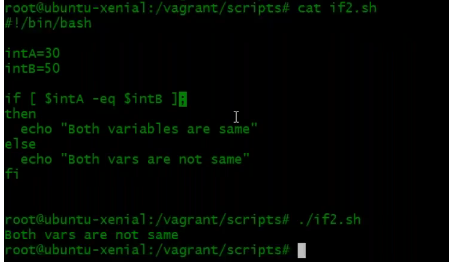 root@ubuntu-xenial:/vagrant/scripts# cat if2.sh
#!/bin/bash
intA=30
intB=50
if [ $intA -eq $intB ];
then
echo "Both variables are same"
else
echo "Both vars are not same"
fi
root@ubuntu-xenial:/vagrant/scripts# ./if2.sh
Both vars are not same
root@ubuntu-xenial:/vagrant/scripts#